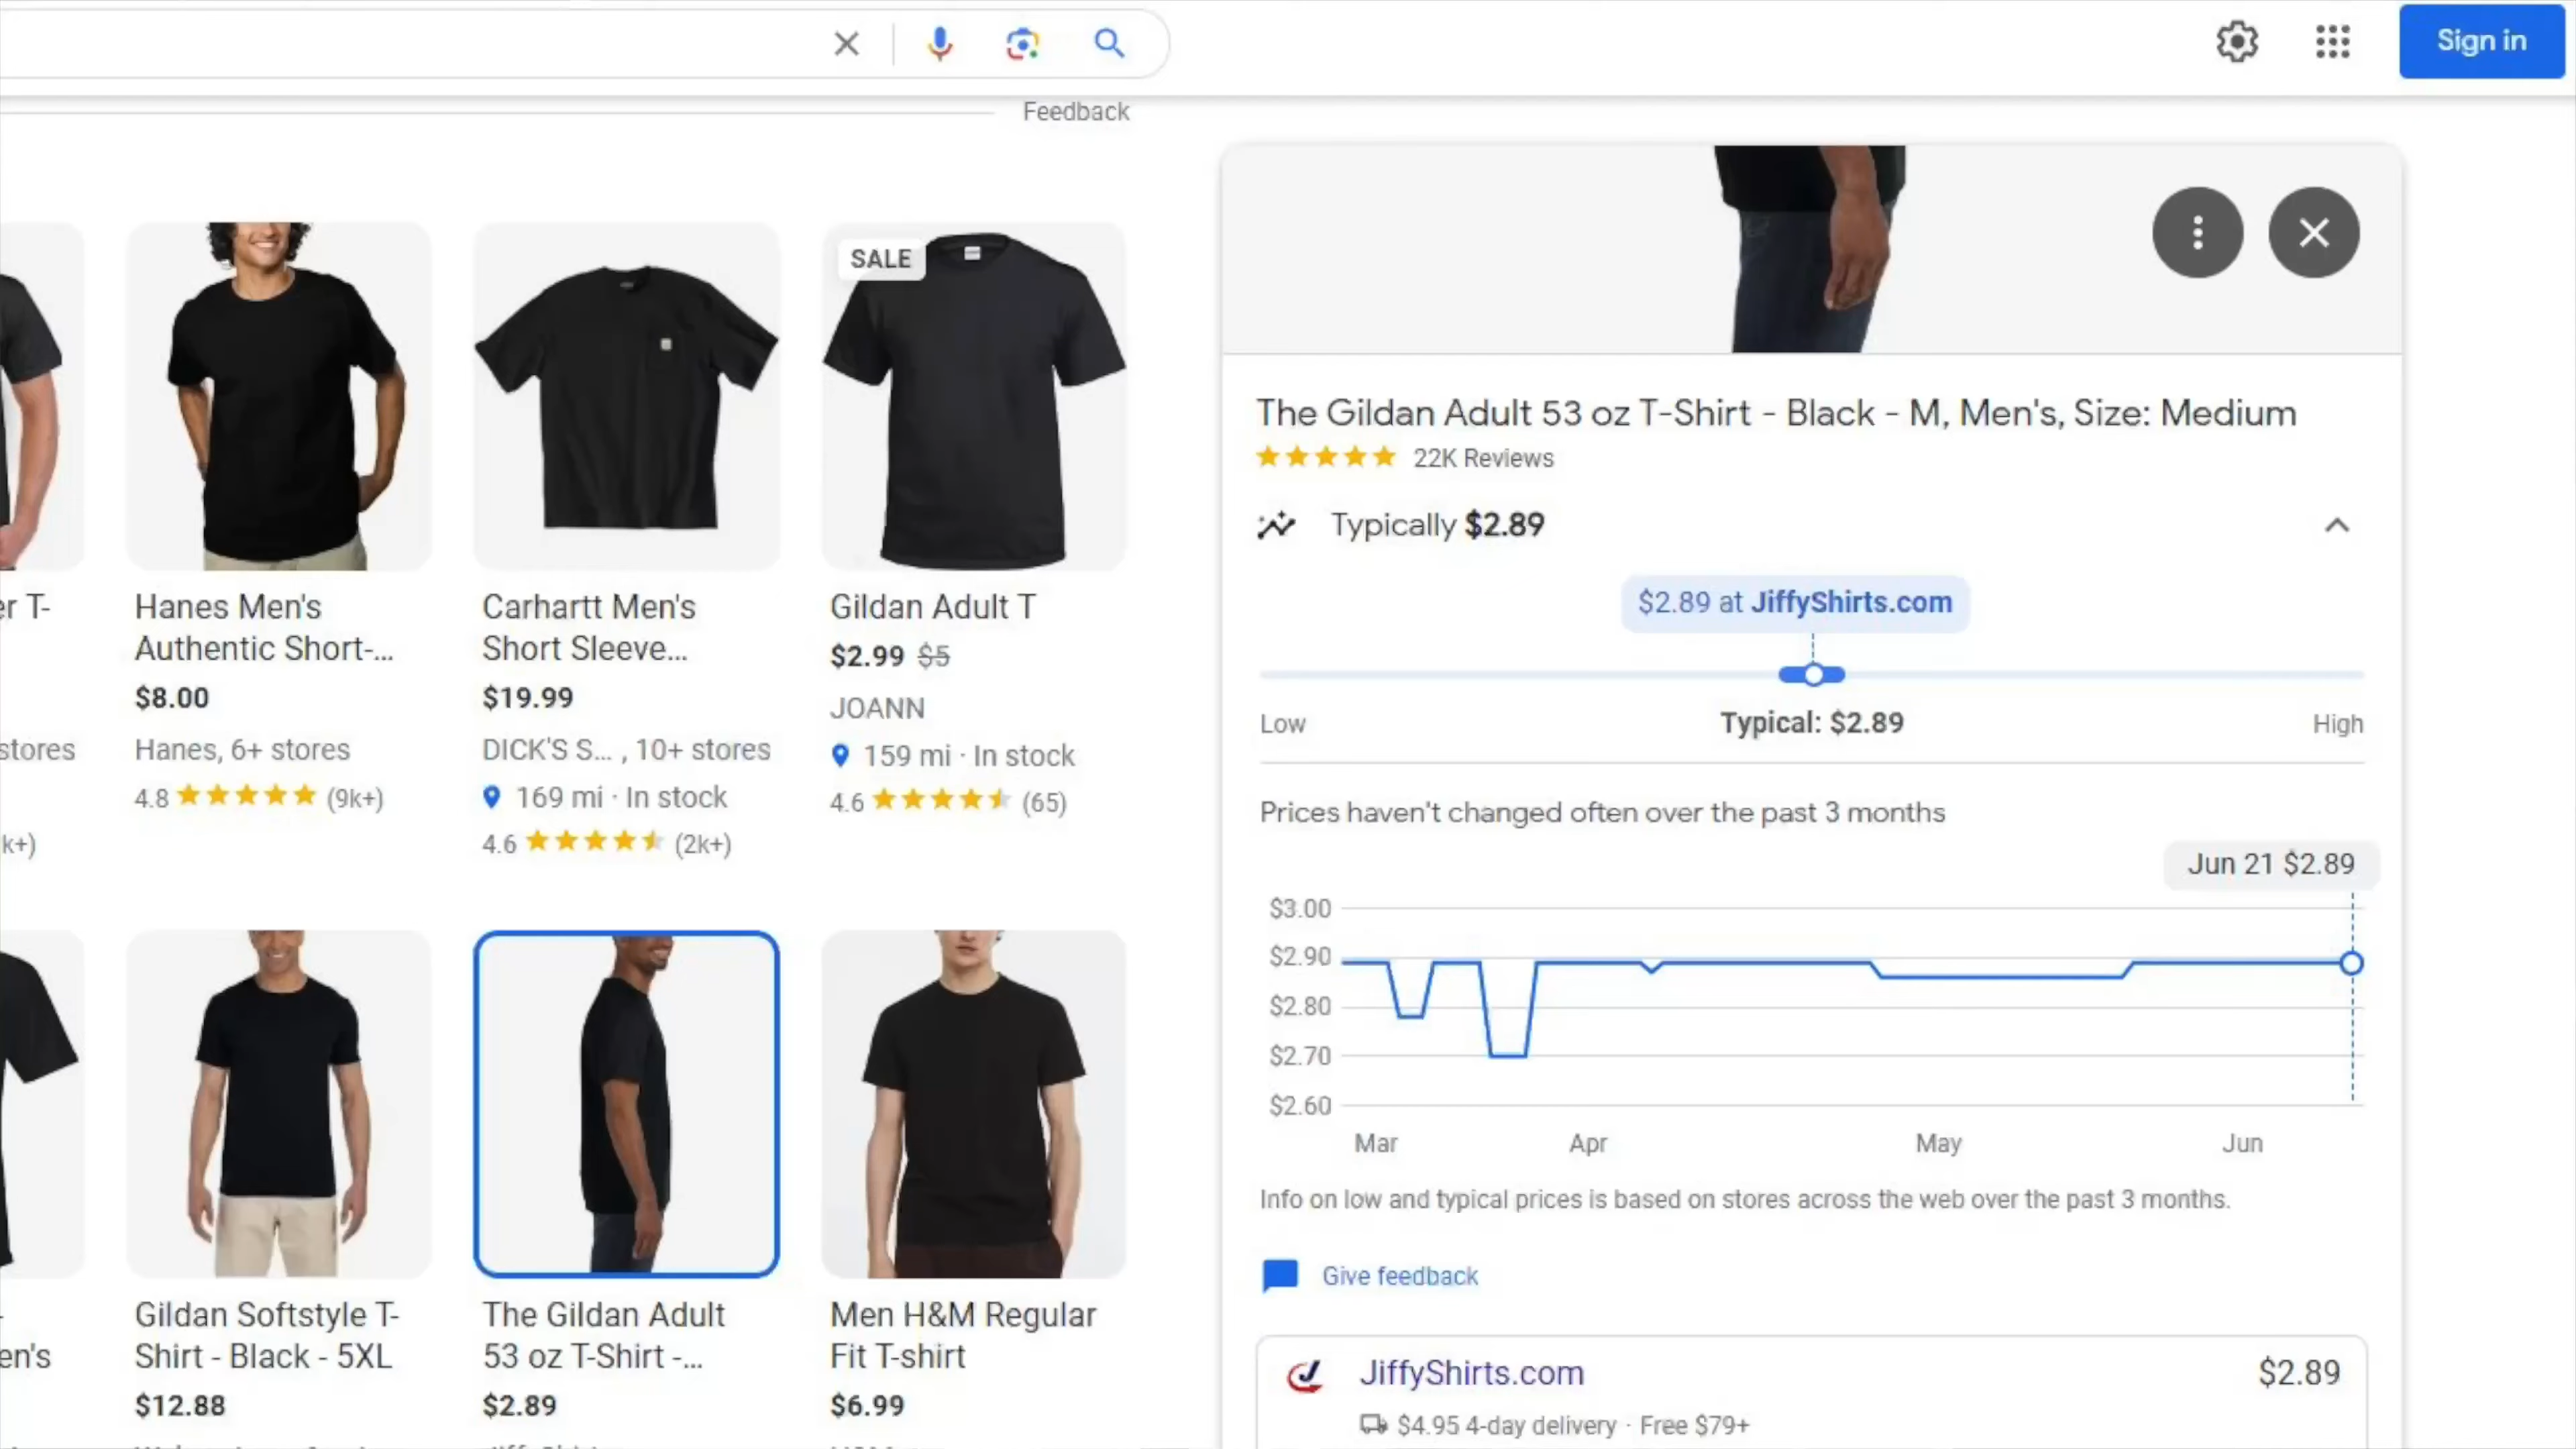 Sign in
Feedback
SALE
er T-
stores
k+)
Hanes Men's
Authentic Short-...
$8.00
Hanes, 6+ stores
4.8 (9k+)
Carhartt Men's
Short Sleeve...
$19.99
DICK'S S... , 10+ stores
169 mi · In stock
4.6 (2k+)
Gildan Adult T
$2.99 $5
JOANN
159 mi · In stock
4.6 (65)
en's
Gildan Softstyle T-
Shirt - Black - 5XL
$12.88
The Gildan Adult
53 oz T-Shirt -...
$2.89
Men H&M Regular
Fit T-shirt
$6.99
The Gildan Adult 53 oz T-Shirt - Black - M, Men's, Size: Medium
22K Reviews
Typically $2.89
$2.89 at JiffyShirts.com
Low
Typical: $2.89
High
Prices haven't changed often over the past 3 months
Jun 21 $2.89
$3.00
$2.90
$2.80
$2.70
$2.60
Mar Apr May Jun
Info on low and typical prices is based on stores across the web over the past 3 months.
Give feedback
JiffyShirts.com $2.89
$4.95 4-day delivery · Free $79+